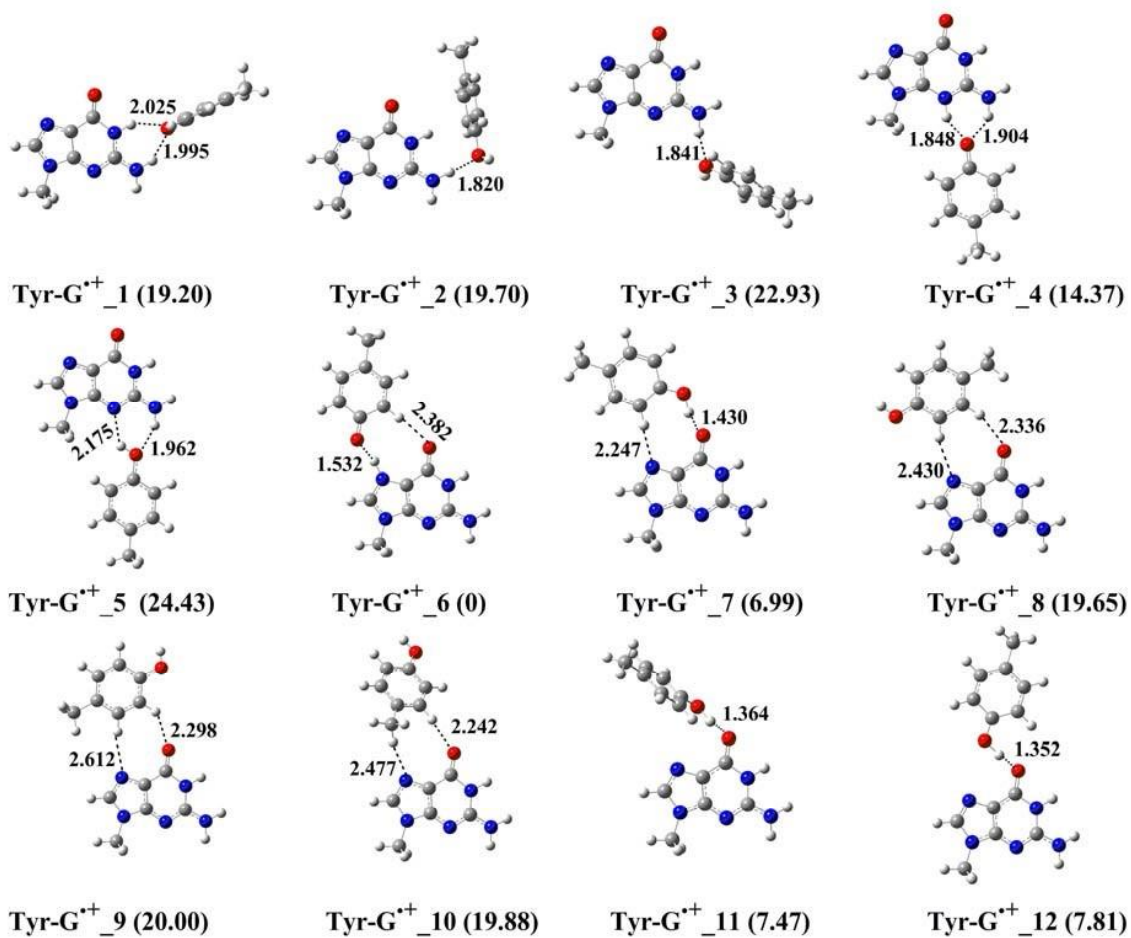 2.025
1.995
1.820
1.841
1.848 1.904
Tyr-G•+_1 (19.20)
Tyr-G•+_2 (19.70)
Tyr-G•+_3 (22.93)
Tyr-G•+_4 (14.37)
2.175
1.962
2.382
1.532
1.430
2.247
2.336
2.430
Tyr-G•+_5 (24.43)
Tyr-G•+_6 (0)
Tyr-G•+_7 (6.99)
Tyr-G•+_8 (19.65)
2.298
2.612
2.242
2.477
1.364
1.352
Tyr-G•+_9 (20.00)
Tyr-G•+_10 (19.88)
Tyr-G•+_11 (7.47)
Tyr-G•+_12 (7.81)